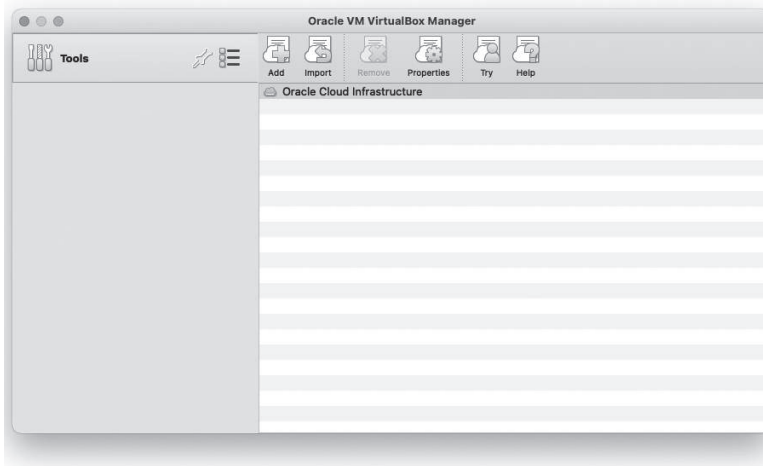 Oracle VM VirtualBox Manager
Tools
Add Import Remove Properties Try Help
Oracle Cloud Infrastructure